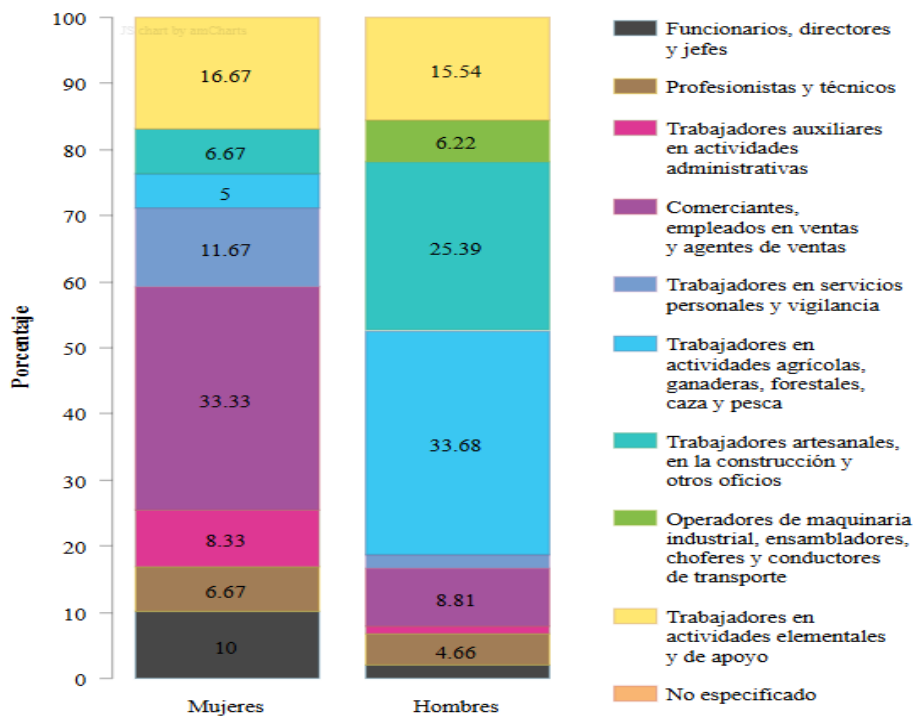 Porcentaje
100
90
80
70
60
50
40
30
20
10
0
JS chart by amCharts
16.67
6.67
5
11.67
33.33
8.33
6.67
10
Mujeres
15.54
6.22
25.39
33.68
8.81
4.66
Hombres
Funcionarios, directores
y jefes
Profesionistas y técnicos
Trabajadores auxiliares
en actividades
administrativas
Comerciantes,
empleados en ventas
y agentes de ventas
Trabajadores en servicios
personales y vigilancia
Trabajadores en
actividades agrícolas,
ganaderas, forestales,
caza y pesca
Trabajadores artesanales,
en la construcción y
otros oficios
Operadores de maquinaria
industrial, ensambladores,
choferes y conductores
de transporte
Trabajadores en
actividades elementales
y de apoyo
No especificado